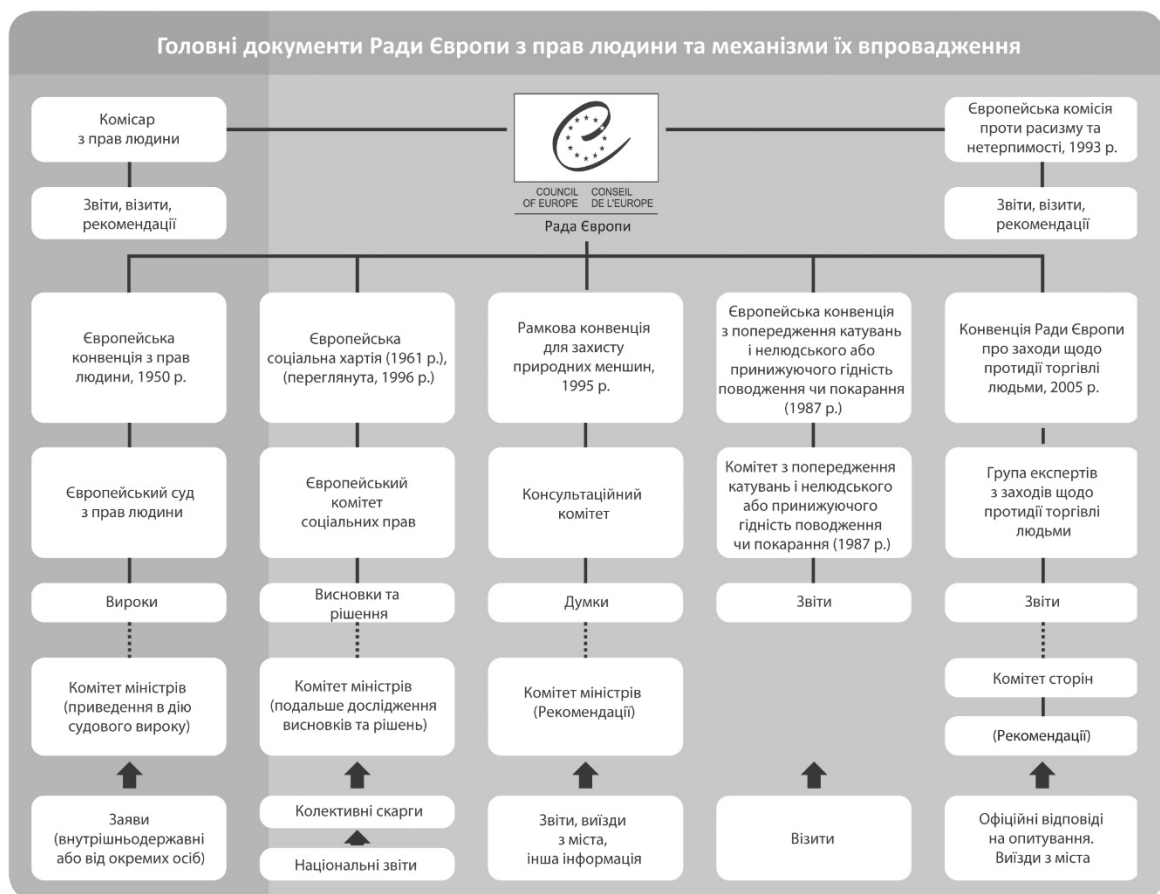 Головні документи Ради Європи з прав людини та механізми їх впровадження
Комісар
з прав людини
Звіти, візити,
рекомендації
COUNCIL OF EUROPE
CONSEIL DE L'EUROPE
Рада Європи
Європейська комісія
проти расизму та
нетерпимості, 1993 р.
Звіти, візити,
рекомендації
Європейська
конвенція з прав
людини, 1950 р.
Європейський суд
з прав людини
Вироки
Комітет міністрів
(приведення в дію
судового вироку)
Заяви
(внутрішньодержавні
або від окремих осіб)
Європейська
соціальна хартія (1961 р.),
(переглянута, 1996 р.)
Європейський
комітет
соціальних прав
Висновки та
рішення
Комітет міністрів
(подальше дослідження
висновків та рішень)
Колективні скарги
Національні звіти
Рамкова конвенція
для захисту
природних меншин,
1995 р.
Консультаційний
комітет
Думки
Комітет міністрів
(Рекомендації)
Звіти, виїзди
з міста,
інша інформація
Європейська конвенція
з попередження катувань
і нелюдського або
принижуючого гідність
поводження чи покарання
(1987 р.)
Комітет з попередження
катувань і нелюдського
або принижуючого
гідність поводження
чи покарання (1987 р.)
Звіти
Візити
Конвенція Ради Європи
про заходи щодо
протидії торгівлі
людьми, 2005 р.
Група експертів
з заходів щодо
протидії торгівлі
людьми
Звіти
Комітет сторін
(Рекомендації)
Офіційні відповіді
на опитування.
Виїзди з міста